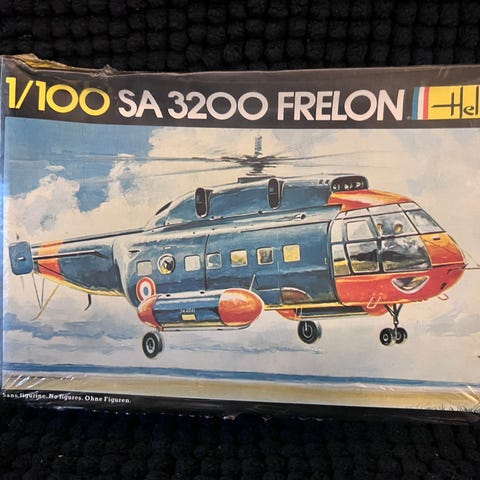 1/100 SA 3200 FRELON Hel
Sans figurine. No figures. Ohne Figuren.